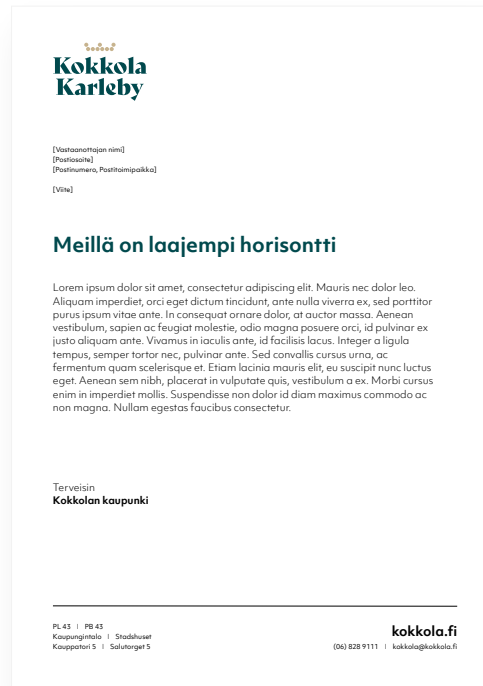 Kokkola
Karleby
[Vastaanottajan nimi]
[Postiosoite]
[Postinumero, Postitoimipaikka]
[Viite]
Meillä on laajempi horisontti
Lorem ipsum dolor sit amet, consectetur adipiscing elit. Mauris nec dolor leo.
Aliquam imperdiet, orci eget dictum tincidunt, ante nulla viverra ex, sed porttitor
purus ipsum vitae ante. In consequat ornare dolor, at auctor massa. Aenean
vestibulum, sapien ac feugiat molestie, odio magna posuere orci, id pulvinar ex
justo aliquam ante. Vivamus in iaculis ante, id facilisis lacus. Integer a ligula
tempus, semper tortor nec, pulvinar ante. Sed convallis cursus urna, ac
fermentum quam scelerisque et. Etiam lacinia mauris elit, eu suscipit nunc luctus
eget. Aenean sem nibh, placerat in vulputate quis, vestibulum a ex. Morbi cursus
enim in imperdiet mollis. Suspendisse non dolor id diam maximus commodo ac
non magna. Nullam egestas faucibus consectetur.
Terveisin
Kokkolan kaupunki
PL 43 | PB 43
Kaupungintalo | Stadshuset
Kauppatori 5 | Salutorget 5
kokkola.fi
(06) 828 9111 | kokkola@kokkola.fi